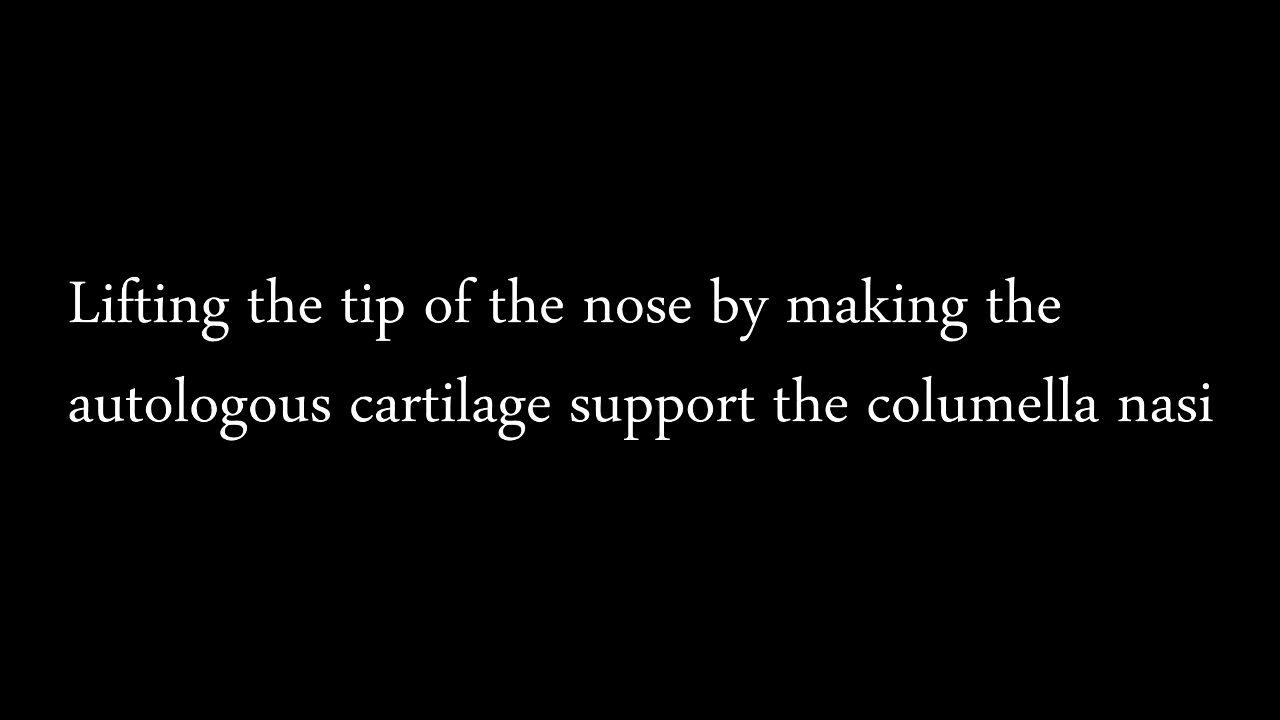 Lifting the tip of the nose by making the
autologous cartilage support the columella nasi